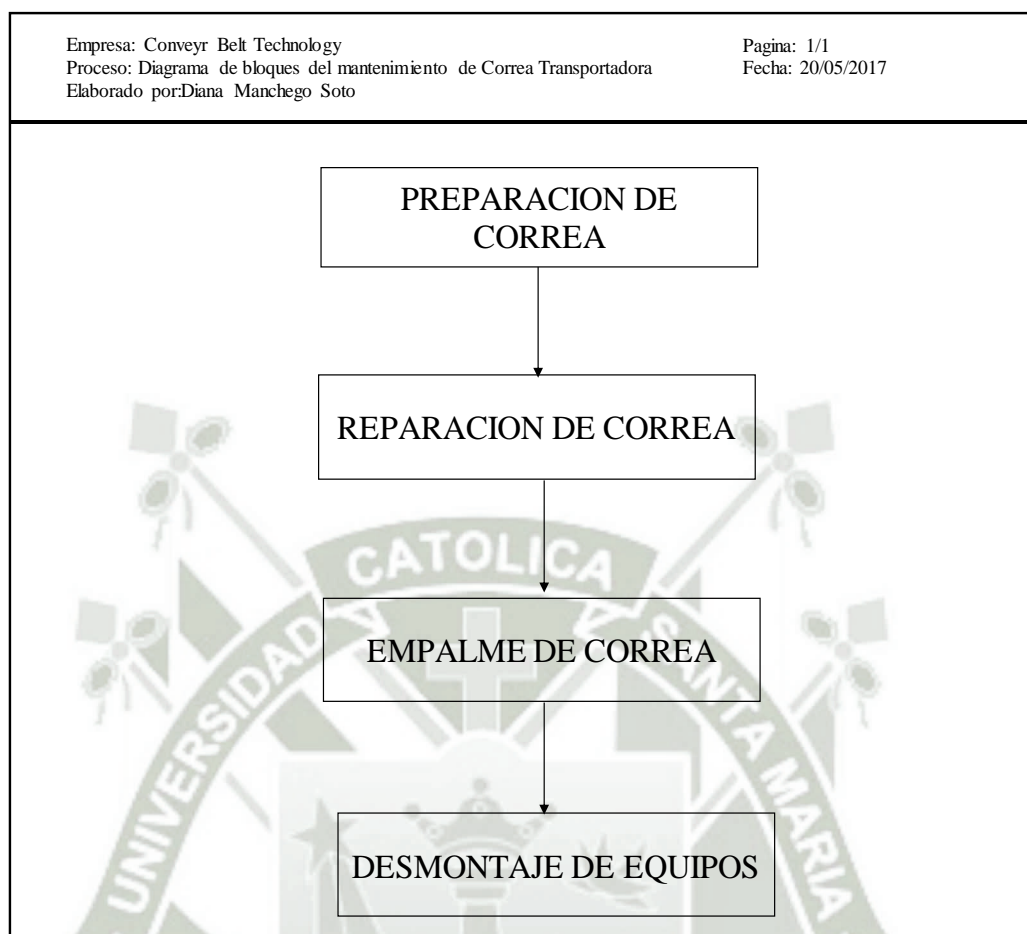 Empresa: Conveyr Belt Technology
Pagina: 1/1
Proceso: Diagrama de bloques del mantenimiento de Correa Transportadora
Fecha: 20/05/2017
Elaborado por:Diana Manchego Soto
PREPARACION DE
CORREA
REPARACION DE CORREA
CATOLICA
EMPALME DE CORREA
UNIVERSIDAD
SANTA MARIA
DESMONTAJE DE EQUIPOS